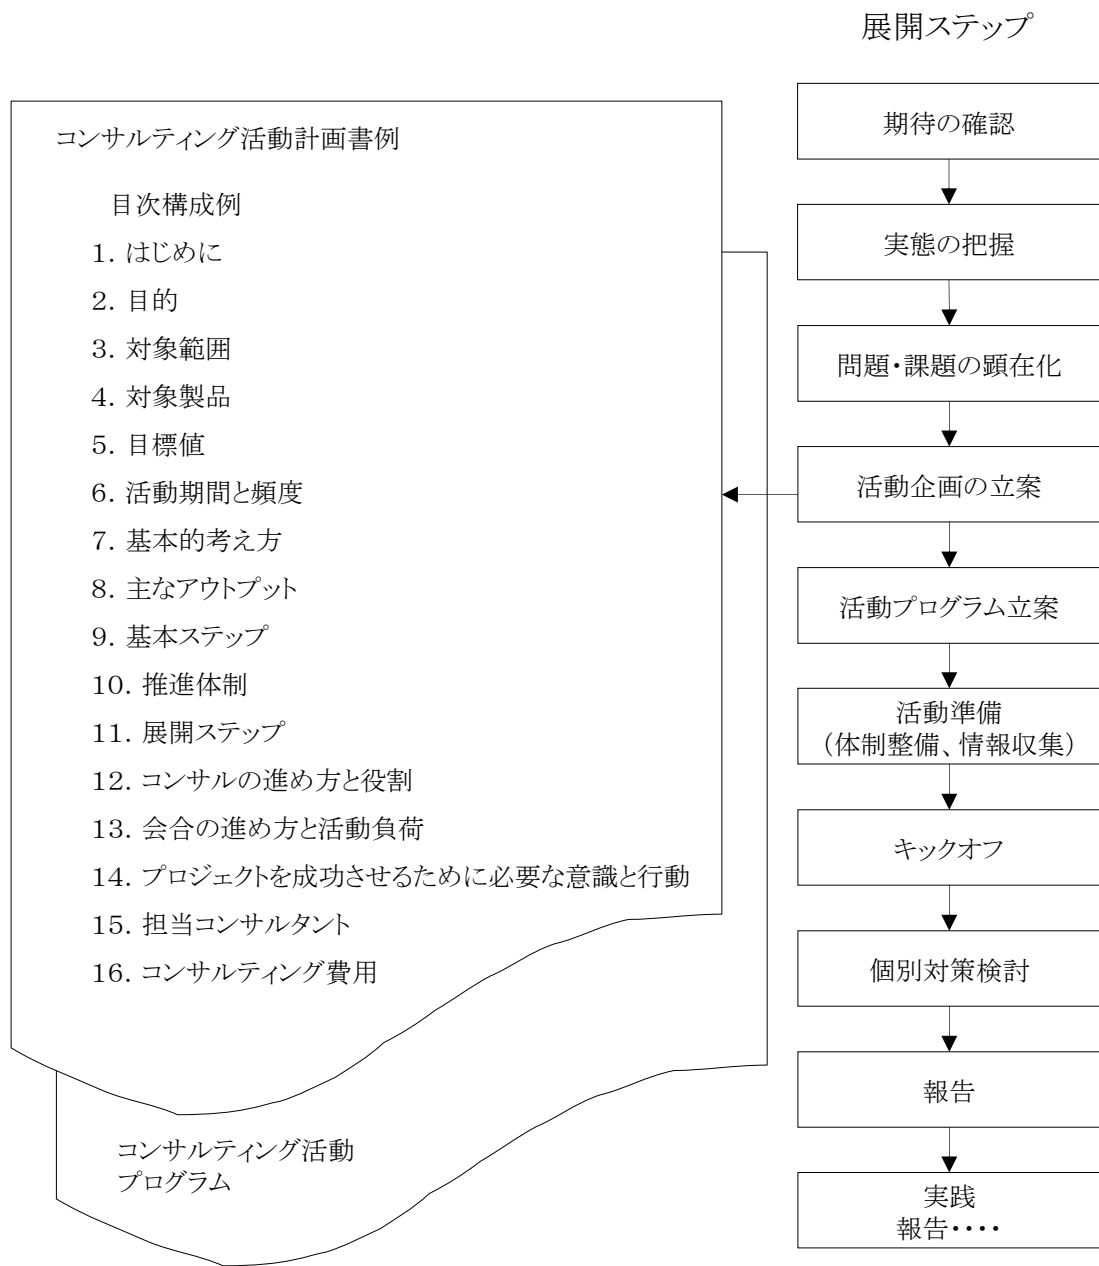 展開ステップ
コンサルティング活動計画書例
目次構成例
1. はじめに
2. 目的
3. 対象範囲
4. 対象製品
5. 目標値
6. 活動期間と頻度
7. 基本的考え方
8. 主なアウトプット
9. 基本ステップ
10. 推進体制
11. 展開ステップ
12. コンサルの進め方と役割
13. 会合の進め方と活動負荷
14. プロジェクトを成功させるために必要な意識と行動
15. 担当コンサルタント
16. コンサルティング費用
コンサルティング活動
プログラム
期待の確認
実態の把握
問題・課題の顕在化
活動企画の立案
活動プログラム立案
活動準備
（体制整備、情報収集）
キックオフ
個別対策検討
報告
実践
報告・・・・